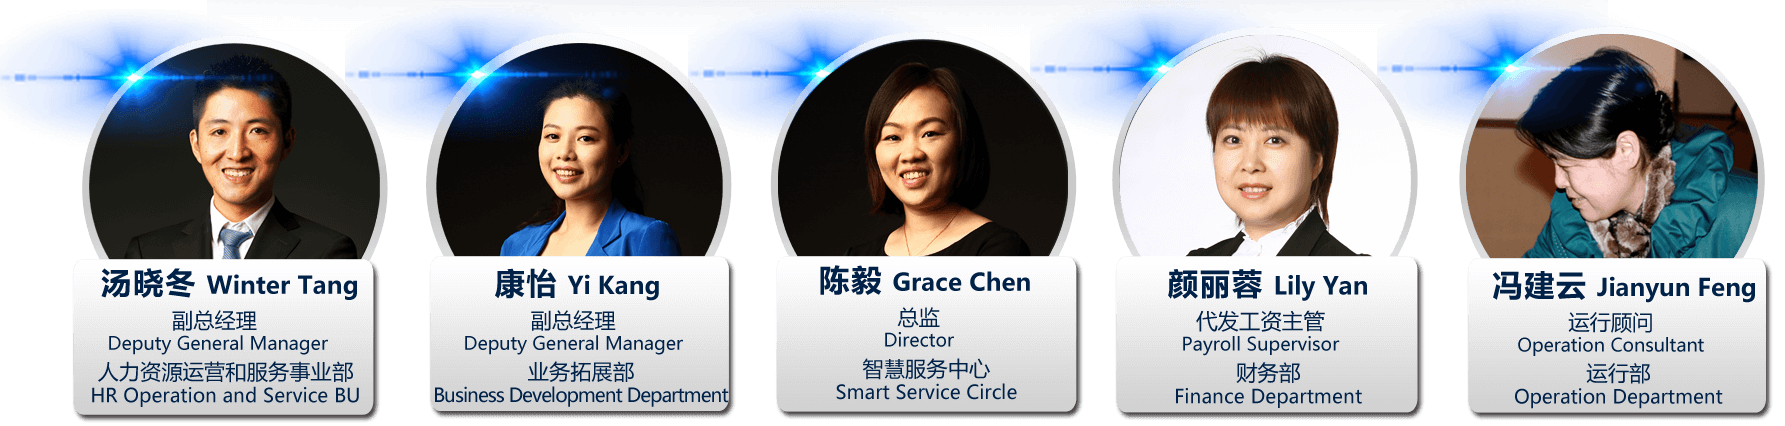 汤晓冬 Winter Tang
副总经理
Deputy General Manager
人力资源运营和服务事业部
HR Operation and Service BU
康怡 Yi Kang
副总经理
Deputy General Manager
业务拓展部
Business Development Department
陈毅 Grace Chen
总监
Director
智慧服务中心
Smart Service Circle
颜丽蓉 Lily Yan
代发工资主管
Payroll Supervisor
财务部
Finance Department
冯建云 Jianyun Feng
运行顾问
Operation Consultant
运行部
Operation Department